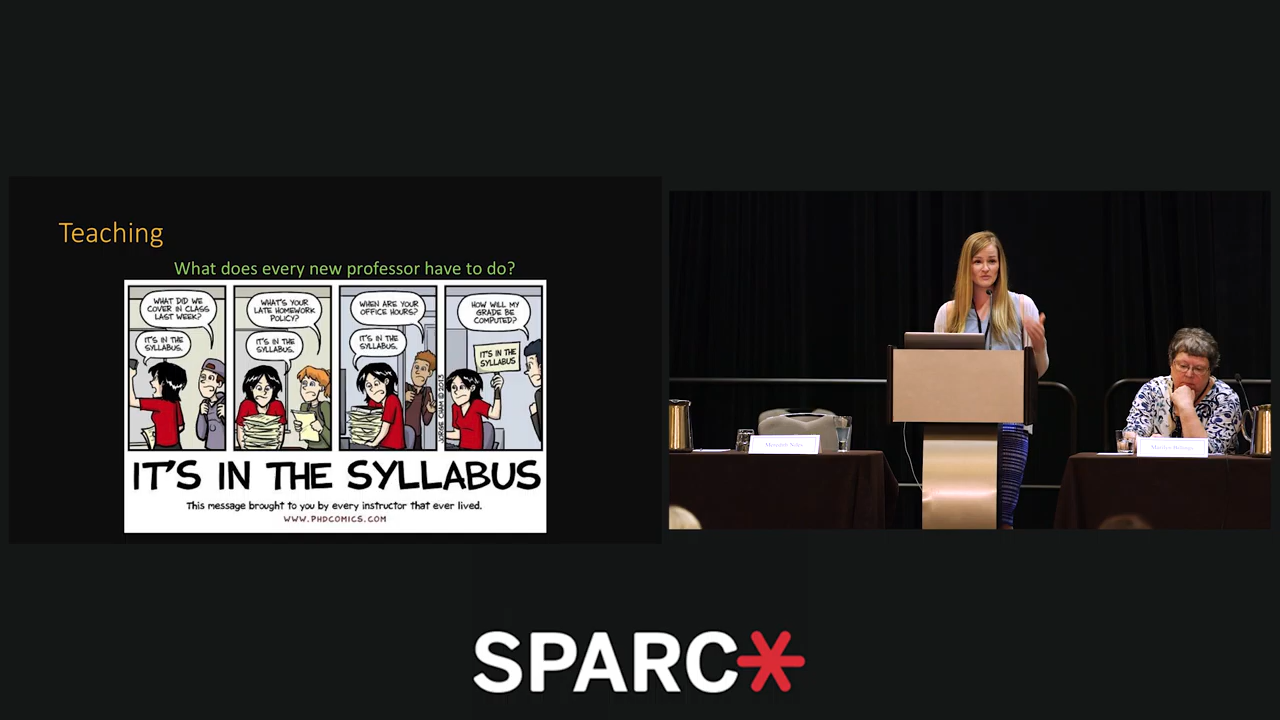 Teaching
What does every new professor have to do?
WHAT DID WE
COVER IN CLASS
LAST WEEK?
IT'S IN THE
SYLLABUS.
WHAT'S YOUR
LATE HOMEWORK
POLICY?
IT'S IN THE
SYLLABUS.
WHEN ARE YOUR
OFFICE HOURS?
IT'S IN THE
SYLLABUS.
HOW WILL MY
GRADE BE
COMPUTED?
IT'S IN THE
SYLLABUS
JORGE CHAM © 2013
IT'S IN THE SYLLABUS
This message brought to you by every instructor that ever lived.
WWW.PHDCOMICS.COM
SPARC*